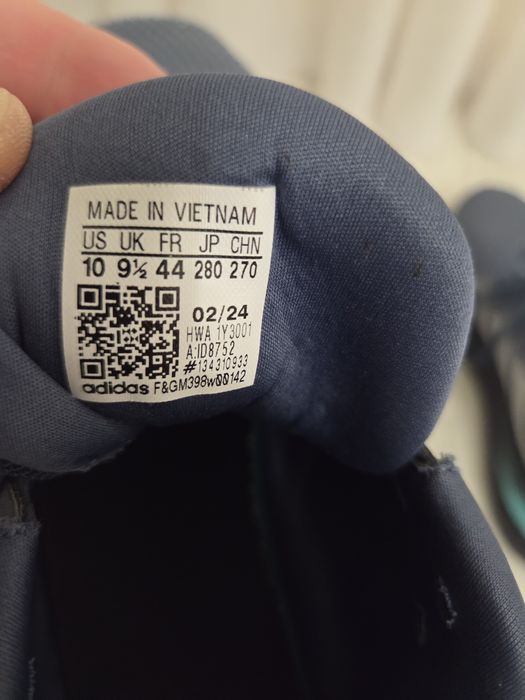 MADE IN VIETNAM
US UK FR JP CHN
10 9½ 44 280 270
02/24
HWA 1Y3001
A:ID8752
#134310933
adidas F&GM398w00142